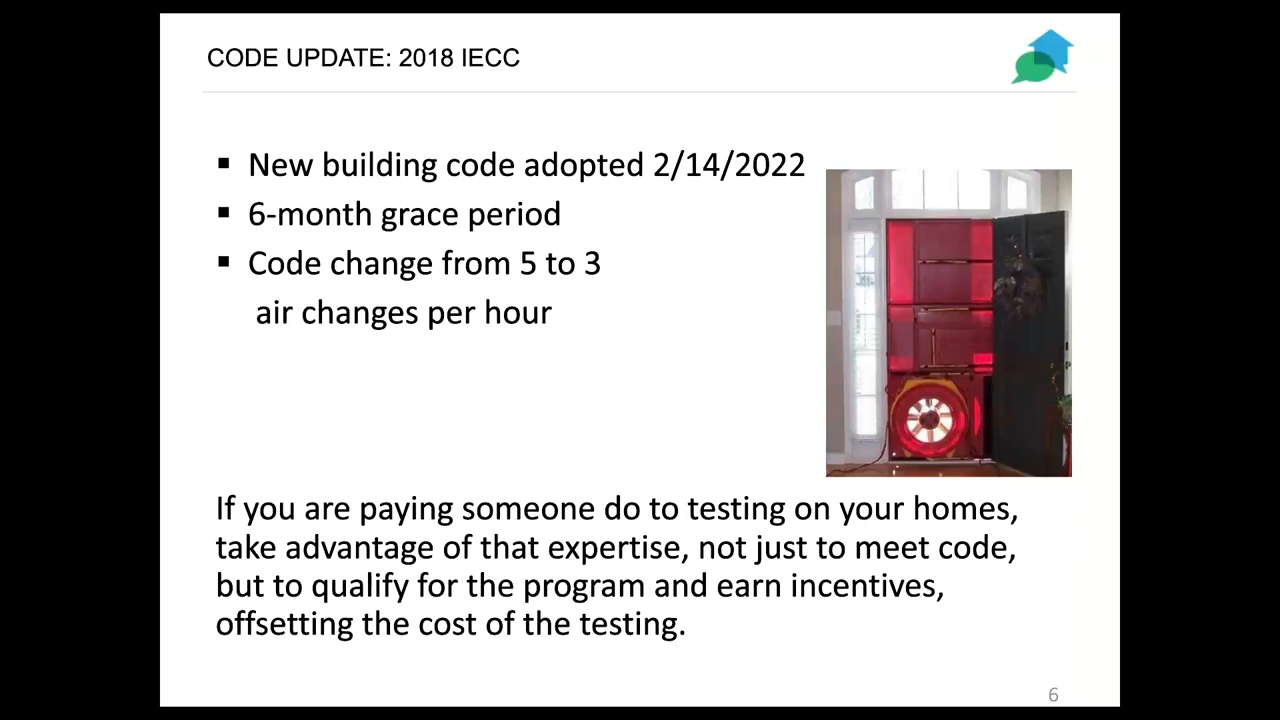 CODE UPDATE: 2018 IECC
▪ New building code adopted 2/14/2022
▪ 6-month grace period
▪ Code change from 5 to 3
air changes per hour
If you are paying someone do to testing on your homes,
take advantage of that expertise, not just to meet code,
but to qualify for the program and earn incentives,
offsetting the cost of the testing.
6